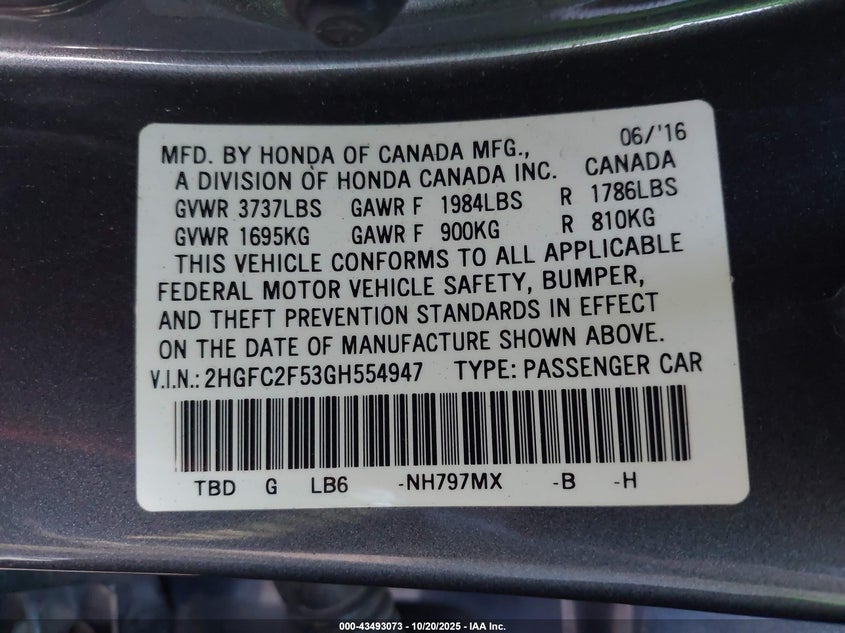 06/'16
MFD. BY HONDA OF CANADA MFG.,
A DIVISION OF HONDA CANADA INC. CANADA
GVWR 3737LBS GAWR F 1984LBS R 1786LBS
GVWR 1695KG GAWR F 900KG R 810KG
THIS VEHICLE CONFORMS TO ALL APPLICABLE
FEDERAL MOTOR VEHICLE SAFETY, BUMPER,
AND THEFT PREVENTION STANDARDS IN EFFECT
ON THE DATE OF MANUFACTURE SHOWN ABOVE.
V.I.N.: 2HGFC2F53GH554947 TYPE: PASSENGER CAR
TBD G LB6 -NH797MX -B -H
000-43493073 - 10/20/2025 - IAA Inc.